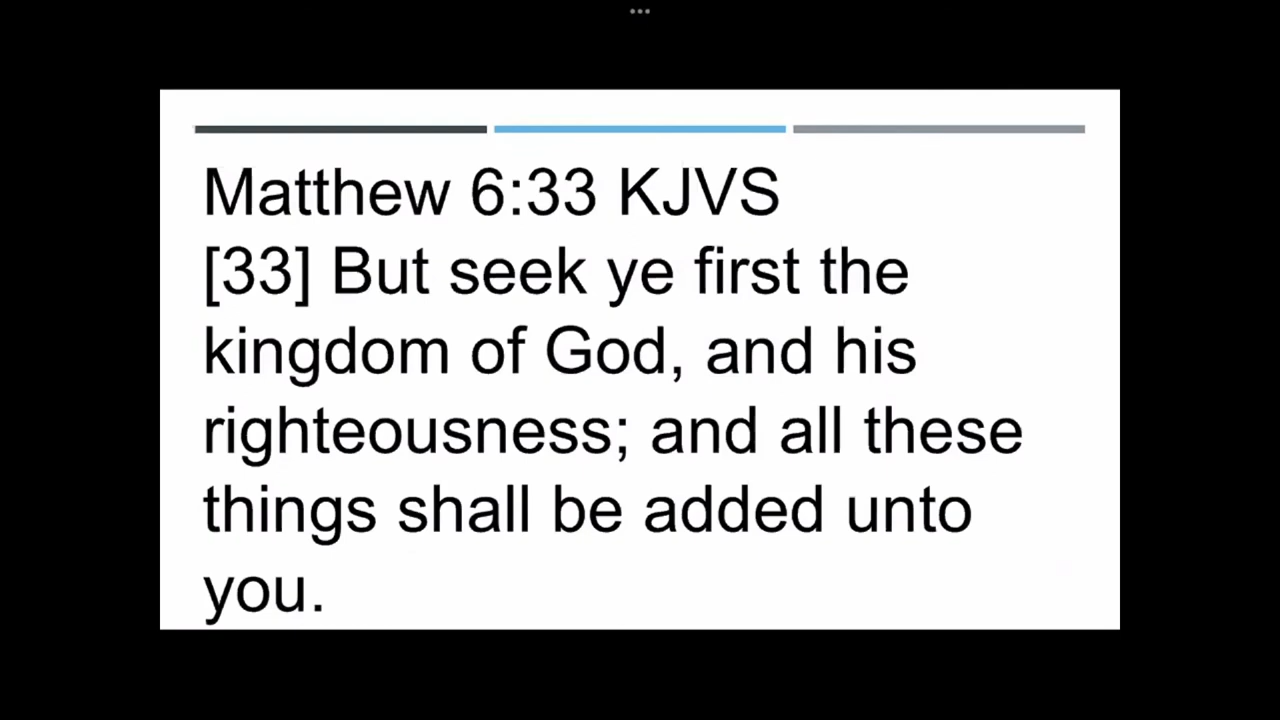 Matthew 6:33 KJVS
[33] But seek ye first the
kingdom of God, and his
righteousness; and all these
things shall be added unto
you.